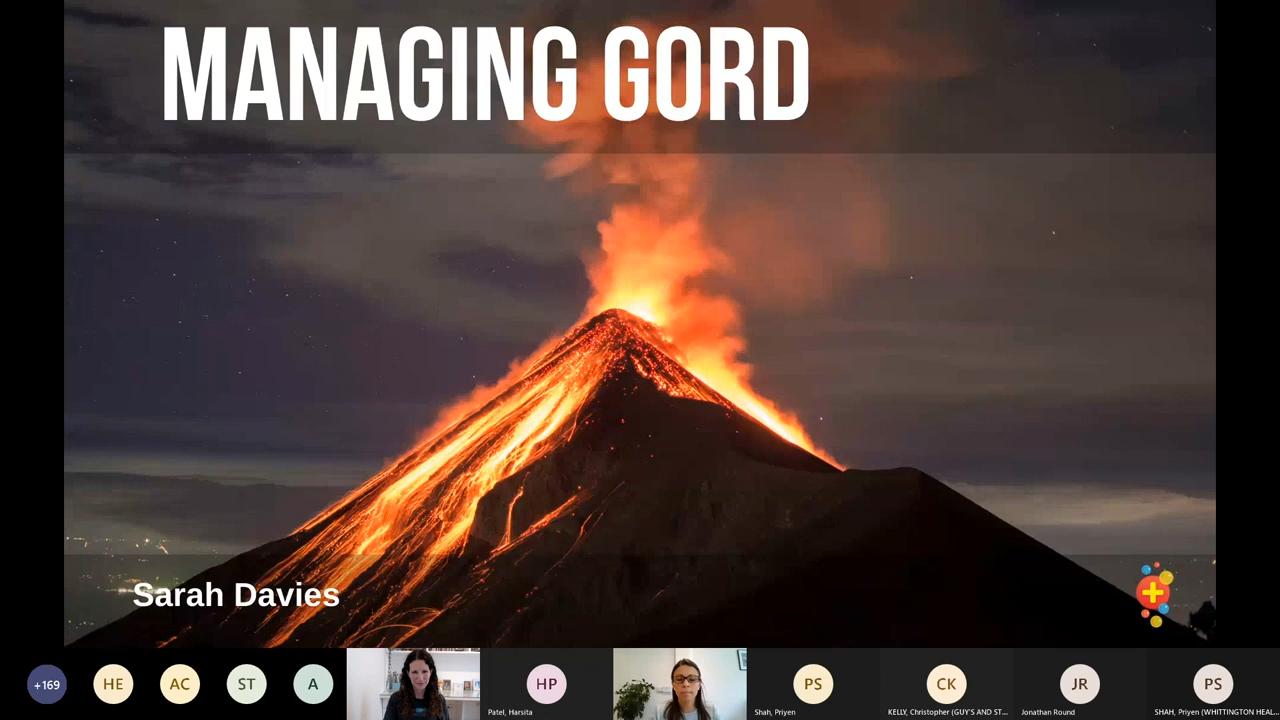 MANAGING GORD
Sarah Davies
+169
HE
AC
ST
A
HP
Patel, Harsita
PS
Shah, Priyen
CK
KELLY, Christopher (GUY'S AND ST...
JR
Jonathan Round
PS
SHAH, Priyen (WHITTINGTON HEAL...